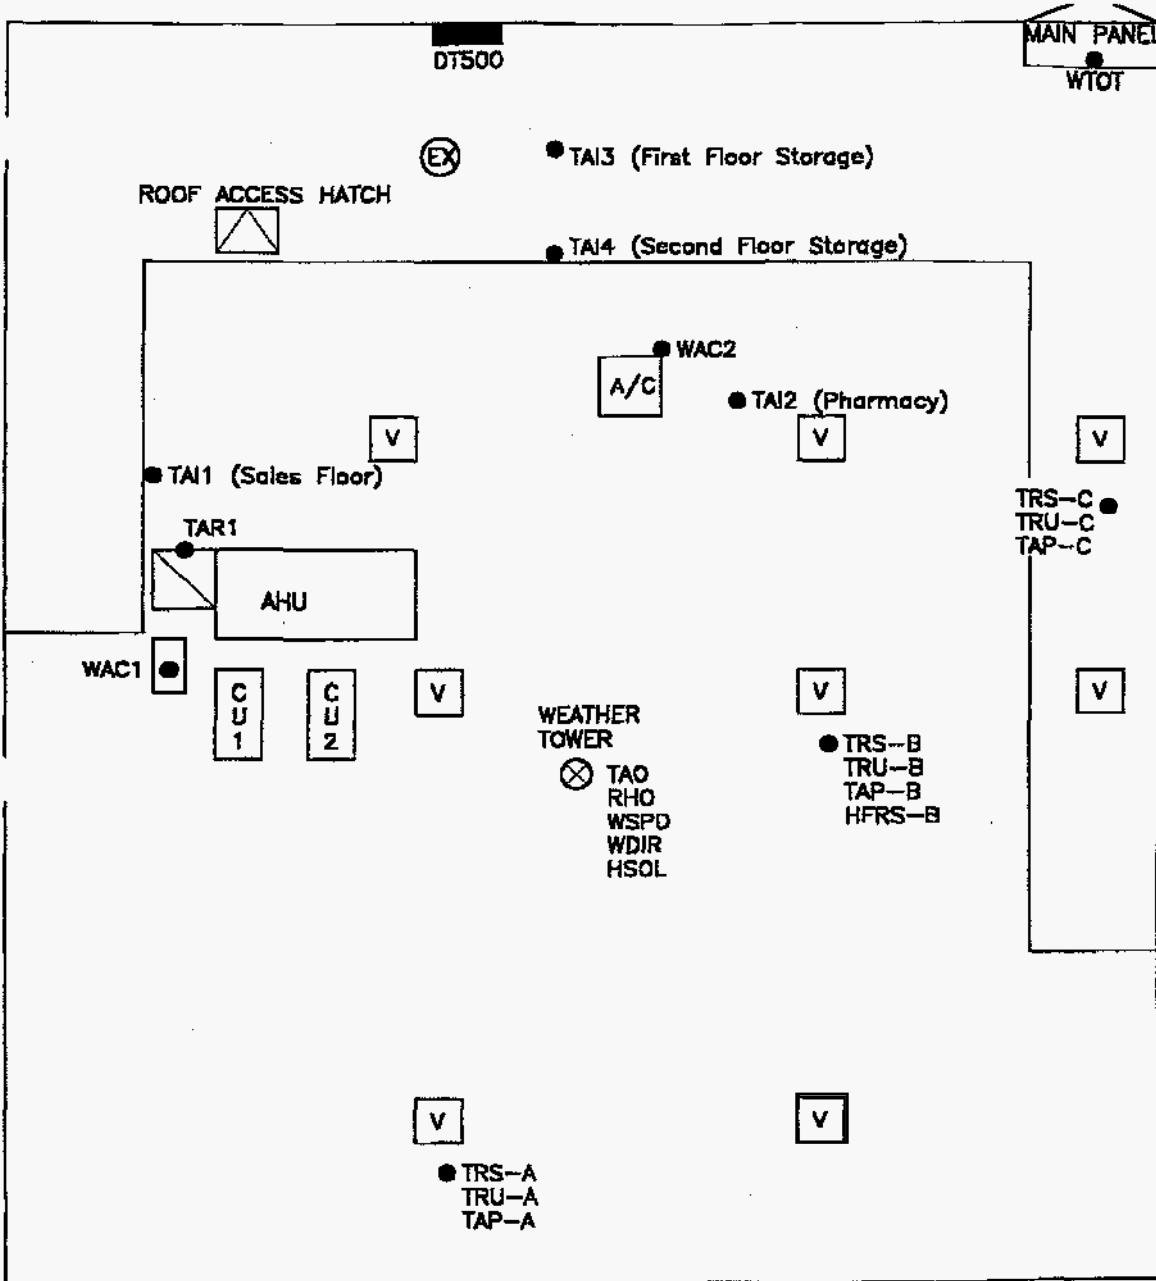 MAIN PANEL
DT500
WTOT
EX
TAI3 (First Floor Storage)
ROOF ACCESS HATCH
TAI4 (Second Floor Storage)
WAC2
A/C
TAI2 (Pharmacy)
V
V
V
TAI1 (Sales Floor)
TRS-C
TRU-C
TAP-C
TAR1
AHU
WAC1
CU1
CU2
V
V
V
WEATHER
TOWER
TAO
RHO
WSPD
WDIR
HSOL
TRS-B
TRU-B
TAP-B
HFRS-B
V
V
TRS-A
TRU-A
TAP-A